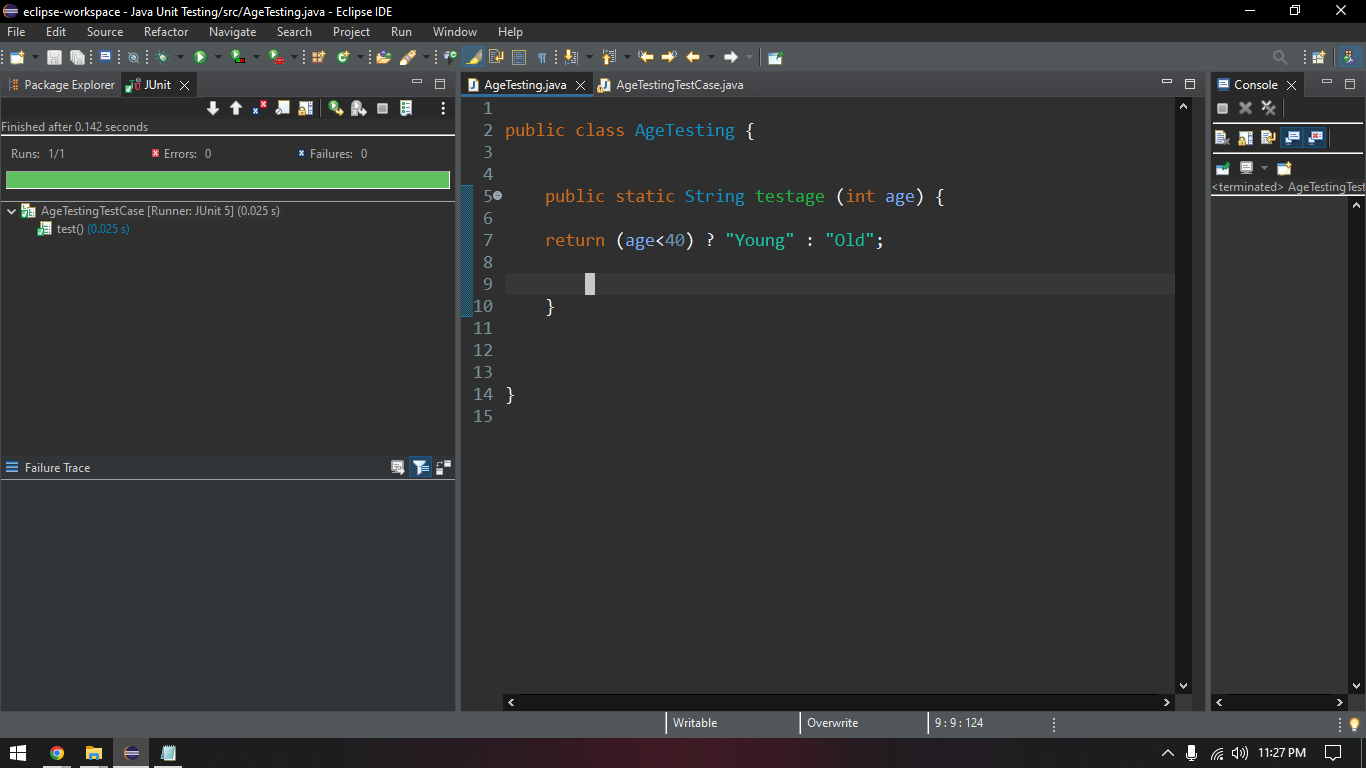 eclipse-workspace - Java Unit Testing/src/AgeTesting.java - Eclipse IDE
File Edit Source Refactor Navigate Search Project Run Window Help
Package Explorer JUnit
Finished after 0.142 seconds
Runs: 1/1 Errors: 0 Failures: 0
AgeTestingTestCase [Runner: JUnit 5] (0.025 s)
test() (0.025 s)
Failure Trace
AgeTesting.java AgeTestingTestCase.java
1
2 public class AgeTesting {
3
4
5 public static String testage (int age) {
6
7 return (age<40) ? "Young" : "Old";
8
9
10 }
11
12
13
14 }
15
Console
<terminated> AgeTestingTest
Writable Overwrite 9 : 9 : 124
11:27 PM